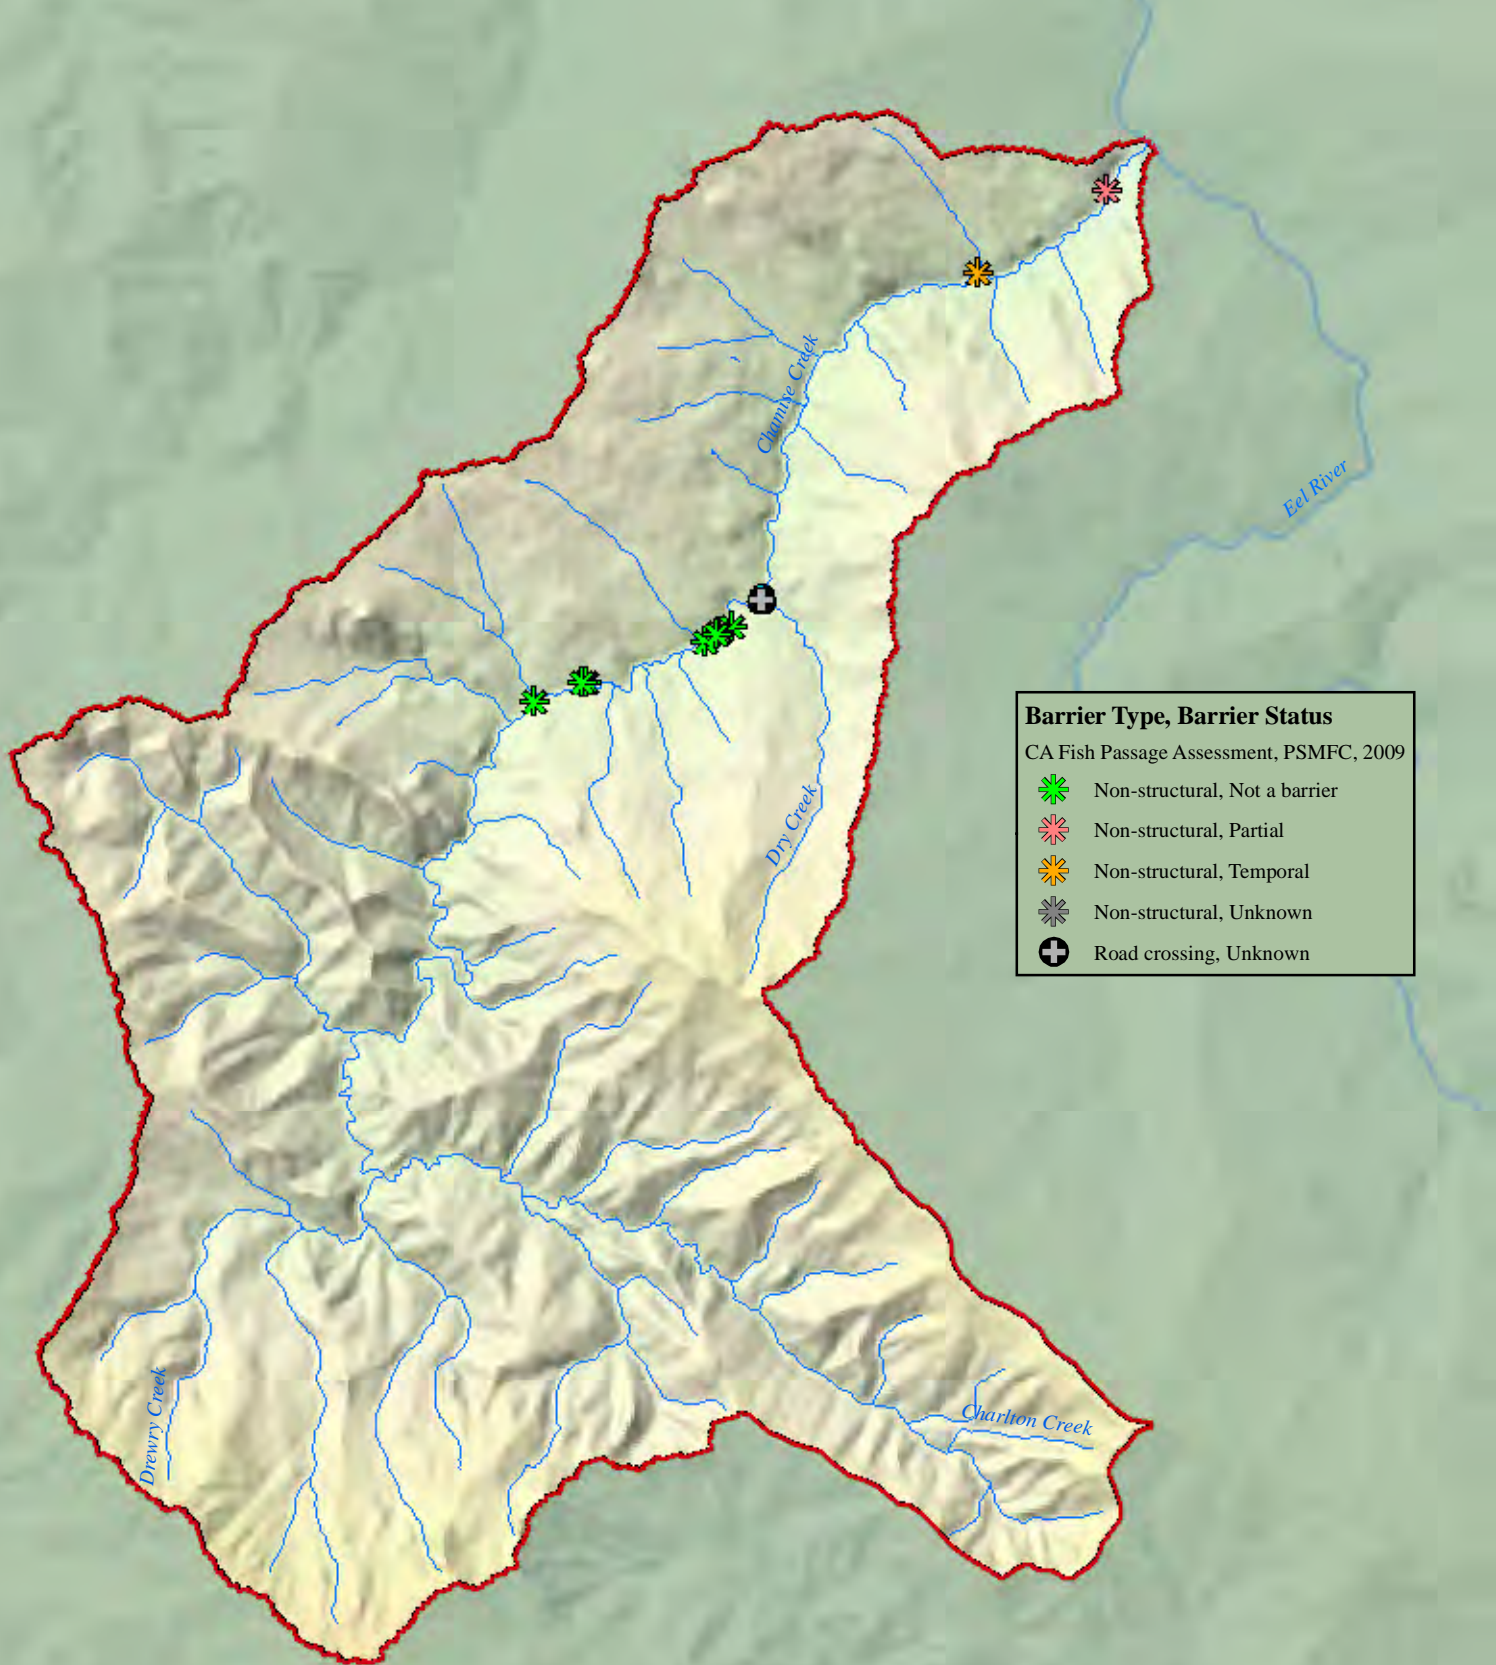 Chamise Creek
Eel River
Barrier Type, Barrier Status
CA Fish Passage Assessment, PSMFC, 2009
Non-structural, Not a barrier
Non-structural, Partial
Non-structural, Temporal
Non-structural, Unknown
Road crossing, Unknown
Dry Creek
Drewry Creek
Charlton Creek